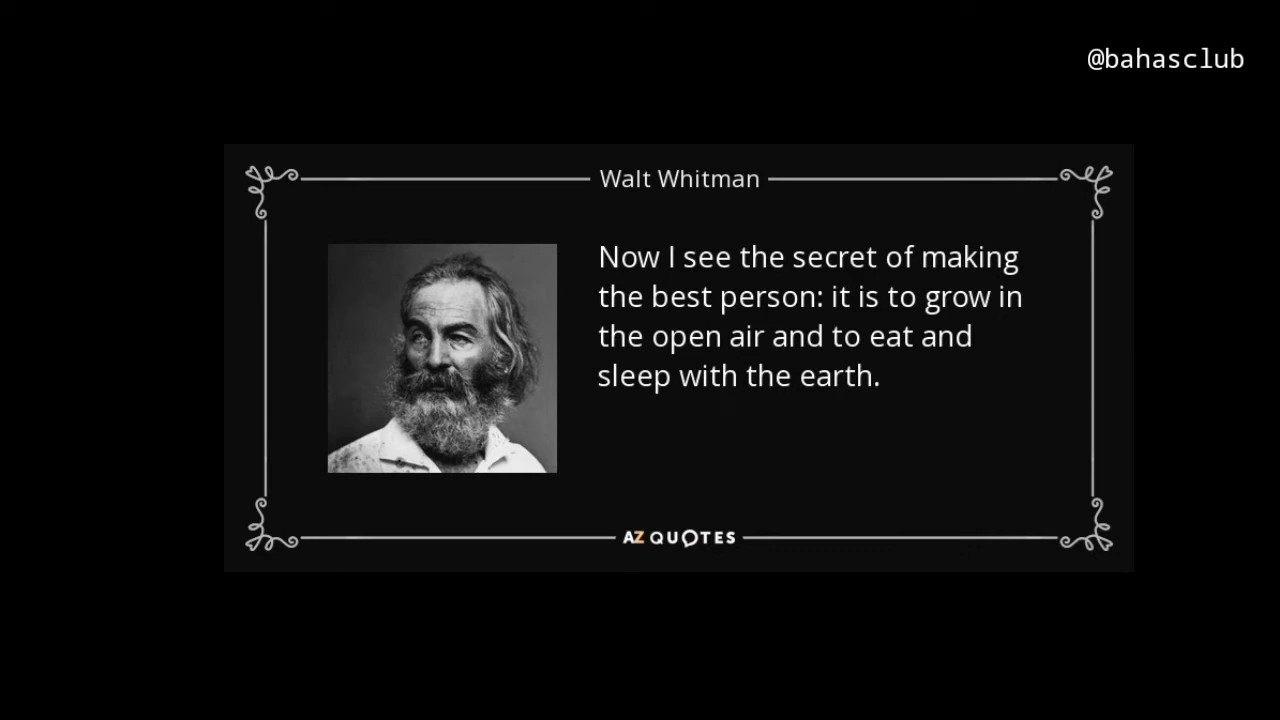 @bahasclub
Walt Whitman
Now I see the secret of making
the best person: it is to grow in
the open air and to eat and
sleep with the earth.
AZ QUOTES